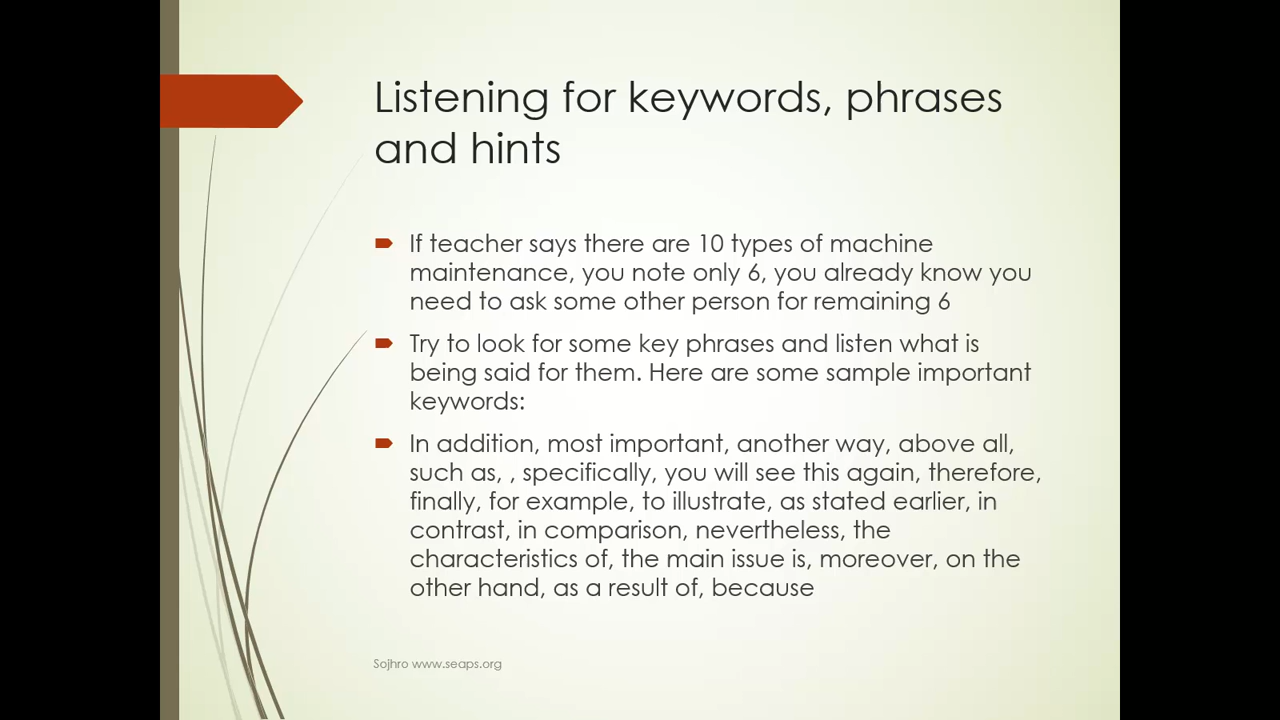 Listening for keywords, phrases
and hints
If teacher says there are 10 types of machine
maintenance, you note only 6, you already know you
need to ask some other person for remaining 6
Try to look for some key phrases and listen what is
being said for them. Here are some sample important
keywords:
In addition, most important, another way, above all,
such as, , specifically, you will see this again, therefore,
finally, for example, to illustrate, as stated earlier, in
contrast, in comparison, nevertheless, the
characteristics of, the main issue is, moreover, on the
other hand, as a result of, because
Sojhro www.seaps.org